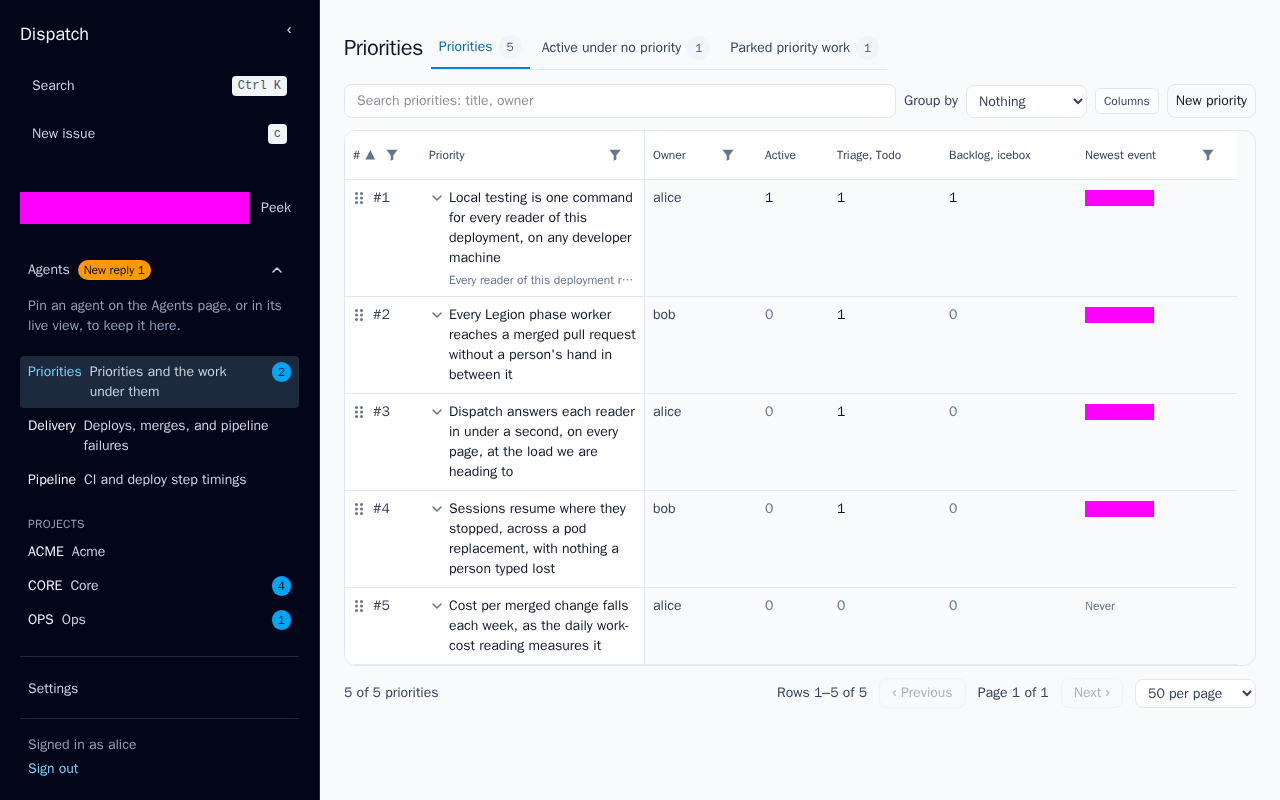 Dispatch
‹
Search
Ctrl K
New issue
C
Peek
Agents
New reply 1
Pin an agent on the Agents page, or in its
live view, to keep it here.
Priorities
Priorities and the work
under them
2
Delivery
Deploys, merges, and pipeline
failures
Pipeline
CI and deploy step timings
PROJECTS
ACME Acme
CORE Core
4
OPS Ops
1
Settings
Signed in as alice
Sign out
Priorities
Priorities 5
Active under no priority 1
Parked priority work 1
Search priorities: title, owner
Group by
Nothing
Columns
New priority
# ▲
Priority
Owner
Active
Triage, Todo
Backlog, icebox
Newest event
#1
Local testing is one command
for every reader of this
deployment, on any developer
machine
Every reader of this deployment r…
alice
1
1
1
#2
Every Legion phase worker
reaches a merged pull request
without a person's hand in
between it
bob
0
1
0
#3
Dispatch answers each reader
in under a second, on every
page, at the load we are
heading to
alice
0
1
0
#4
Sessions resume where they
stopped, across a pod
replacement, with nothing a
person typed lost
bob
0
1
0
#5
Cost per merged change falls
each week, as the daily work-
cost reading measures it
alice
0
0
0
Never
5 of 5 priorities
Rows 1–5 of 5
‹ Previous
Page 1 of 1
Next ›
50 per page